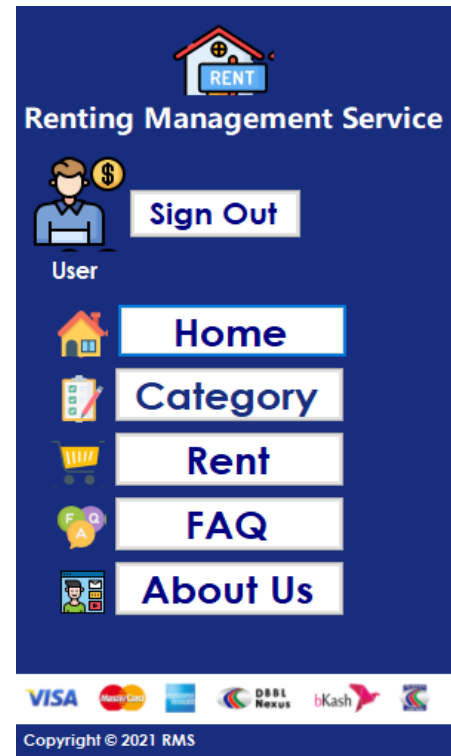 RENT
Renting Management Service
Sign Out
User
Home
Category
Rent
F Q
A
FAQ
About Us
VISA MasterCard DBBL
Nexus bKash
Copyright © 2021 RMS